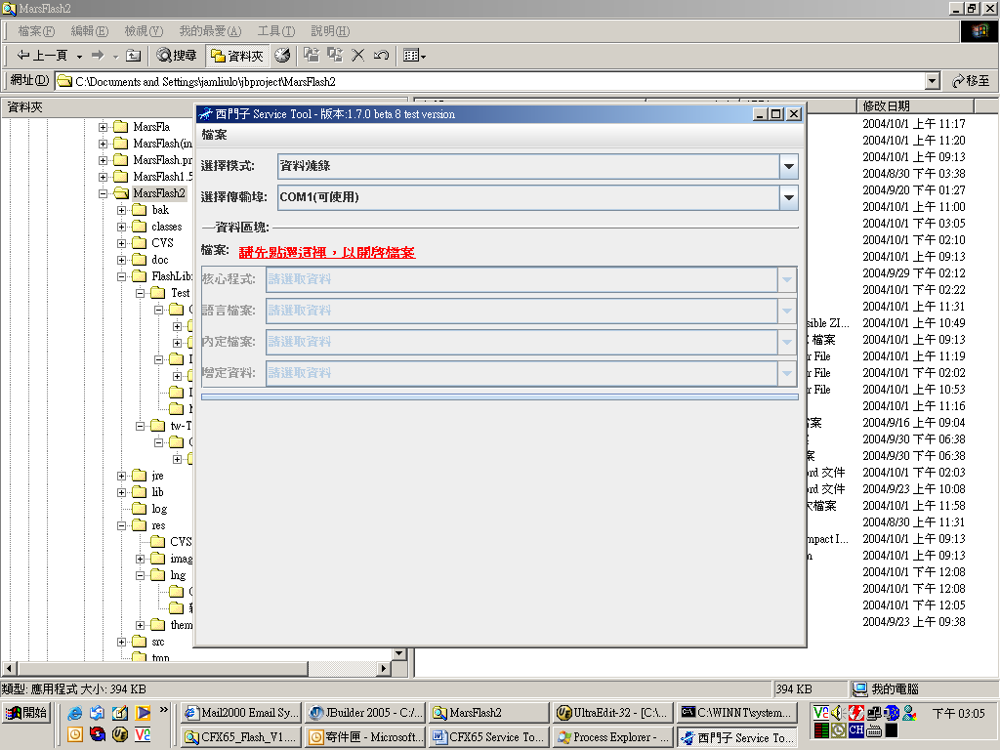 MarsFlash2
檔案(F) 編輯(E) 檢視(V) 我的最愛(A) 工具(T) 說明(H)
上一頁 搜尋 資料夾
網址(D) C:\Documents and Settings\jamliulo\jbproject\MarsFlash2 移至
資料夾
MarsFla
MarsFlash(in
MarsFlash.pr
MarsFlash1.5
MarsFlash2
bak
classes
CVS
doc
FlashLib
Test
tw-T
jre
lib
log
res
CVS
imag
lng
them
src
tmp
西門子 Service Tool - 版本:1.7.0 beta 8 test version
檔案
選擇模式: 資料燒錄
選擇傳輸埠: COM1(可使用)
資料區塊:
檔案: 請先點選這裡，以開啓檔案
核心程式: 請選取資料
語言檔案: 請選取資料
內定檔案: 請選取資料
增定資料: 請選取資料
修改日期
2004/10/1 上午 11:17
2004/10/1 上午 11:20
2004/10/1 上午 09:13
2004/8/30 下午 03:38
2004/9/20 下午 01:27
2004/10/1 上午 11:00
2004/10/1 下午 03:05
2004/10/1 下午 02:10
2004/10/1 上午 09:13
2004/9/29 下午 02:12
2004/10/1 下午 02:22
2004/10/1 上午 11:31
sible ZI... 2004/10/1 上午 10:49
檔案 2004/10/1 上午 09:13
r File 2004/10/1 上午 11:19
r File 2004/10/1 下午 02:02
r File 2004/10/1 上午 10:53
2004/10/1 上午 11:16
檔案 2004/9/16 上午 09:04
2004/9/30 下午 06:38
案 2004/9/30 下午 06:38
rd 文件 2004/10/1 下午 02:03
rd 文件 2004/9/23 上午 10:08
檔案 2004/10/1 上午 11:58
2004/8/30 上午 11:31
mpact I... 2004/10/1 上午 09:13
2004/10/1 上午 09:13
2004/10/1 下午 12:08
2004/10/1 下午 12:08
2004/10/1 下午 12:05
2004/9/23 上午 09:38
類型: 應用程式 大小: 394 KB 394 KB 我的電腦
開始 Mail2000 Email Sy... JBuilder 2005 - C:/... MarsFlash2 UltraEdit-32 - [C:\... C:\WINNT\system... 下午 03:05
CFX65_Flash_V1.... 寄件匣 - Microsoft... CFX65 Service To... Process Explorer - ... 西門子 Service To... CH